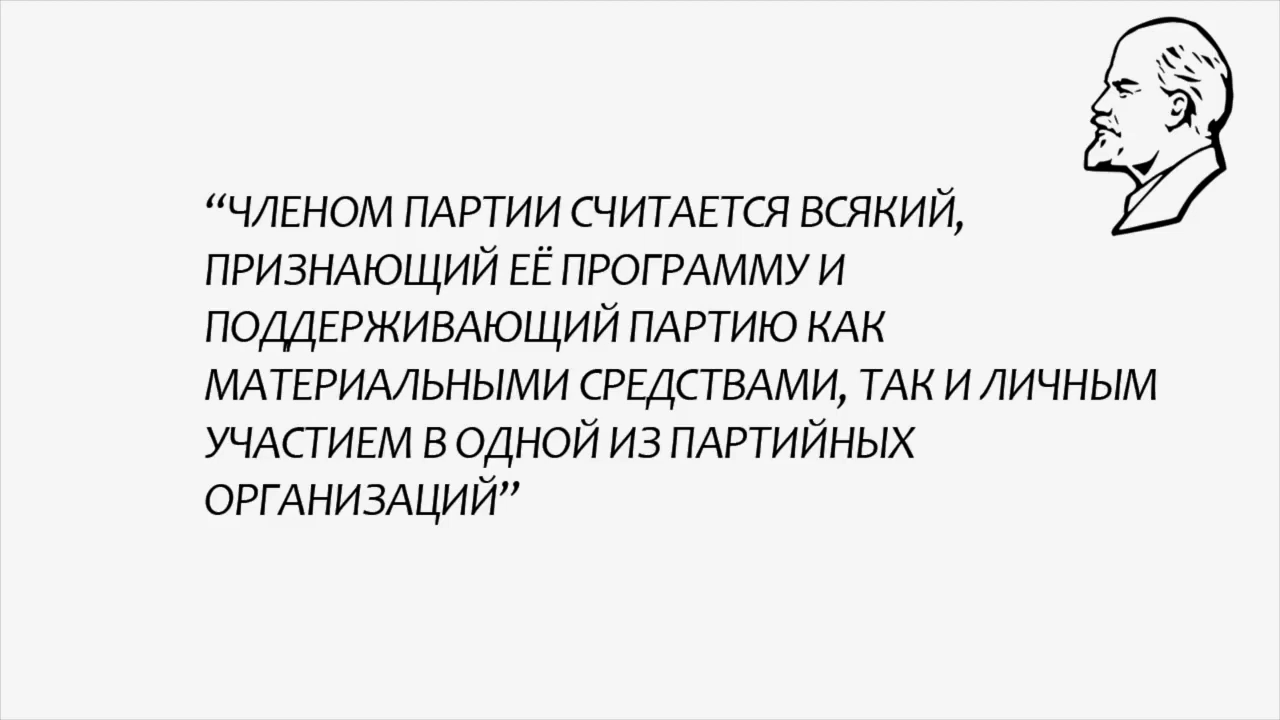 “ЧЛЕНОМ ПАРТИИ СЧИТАЕТСЯ ВСЯКИЙ,
ПРИЗНАЮЩИЙ ЕЁ ПРОГРАММУ И
ПОДДЕРЖИВАЮЩИЙ ПАРТИЮ КАК
МАТЕРИАЛЬНЫМИ СРЕДСТВАМИ, ТАК И ЛИЧНЫМ
УЧАСТИЕМ В ОДНОЙ ИЗ ПАРТИЙНЫХ
ОРГАНИЗАЦИЙ”